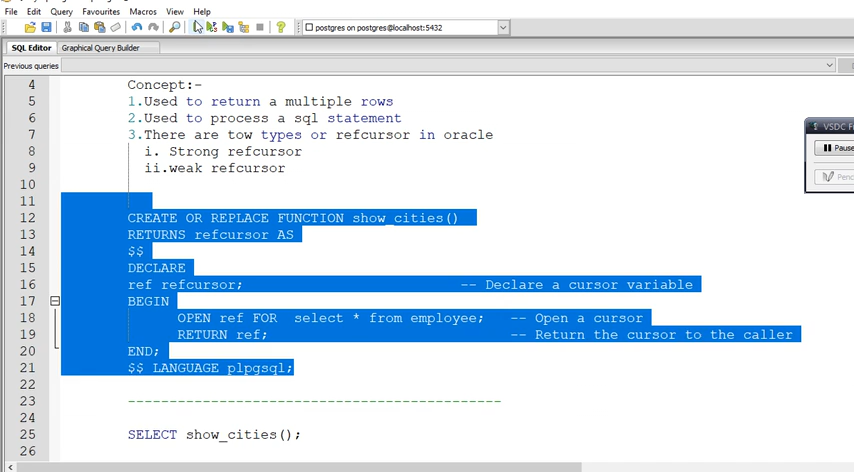 File Edit Query Favourites Macros View Help
postgres on postgres@localhost:5432
SQL Editor Graphical Query Builder
Previous queries
4 Concept:-
5 1.Used to return a multiple rows
6 2.Used to process a sql statement
7 3.There are tow types or refcursor in oracle
8 i. Strong refcursor
9 ii.weak refcursor
10
11
12 CREATE OR REPLACE FUNCTION show_cities()
13 RETURNS refcursor AS
14 $$
15 DECLARE
16 ref refcursor; -- Declare a cursor variable
17 BEGIN
18 OPEN ref FOR select * from employee; -- Open a cursor
19 RETURN ref; -- Return the cursor to the caller
20 END;
21 $$ LANGUAGE plpgsql;
22
23 ---------------------------------------------
24
25 SELECT show_cities();
26
VSDC F
Pause
Penc